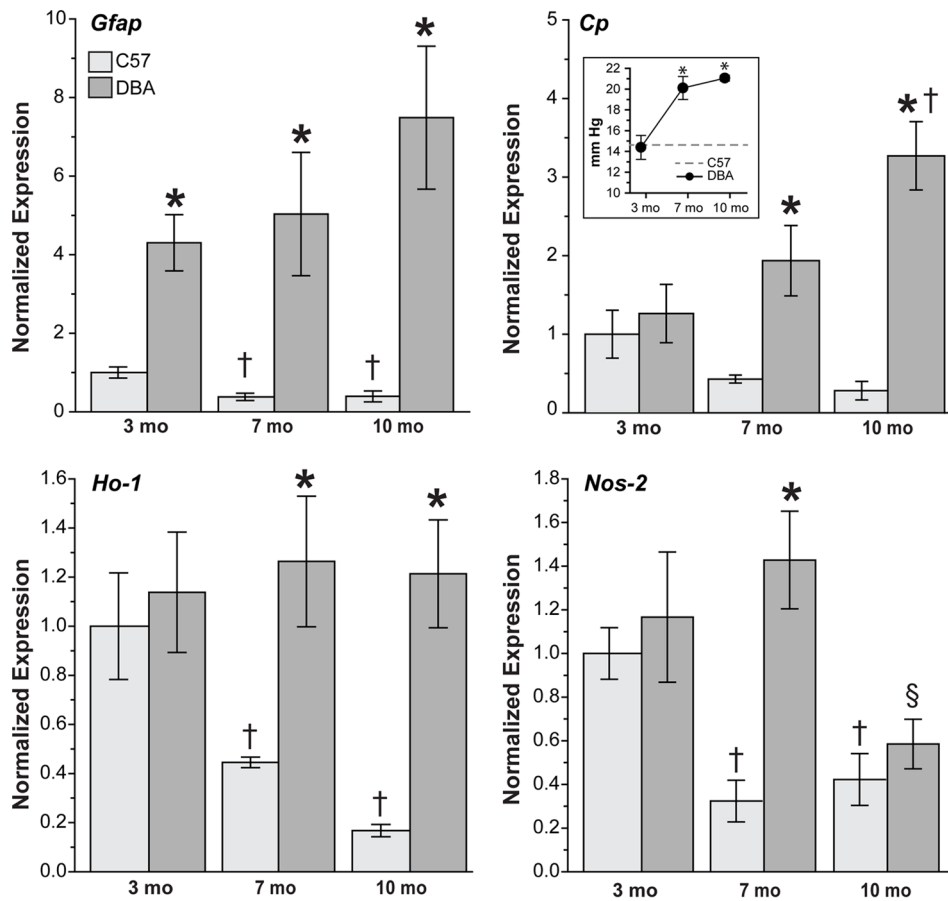 Gfap
C57
DBA
Normalized Expression
10
8
6
4
2
0
*
*
*
†
†
3 mo
7 mo
10 mo
Cp
Normalized Expression
5
4
3
2
1
0
mm Hg
22
20
18
16
14
12
10
*
*
C57
DBA
3 mo
7 mo
10 mo
*
*†
3 mo
7 mo
10 mo
Ho-1
Normalized Expression
1.6
1.4
1.2
1.0
0.8
0.6
0.4
0.2
0.0
*
*
†
†
3 mo
7 mo
10 mo
Nos-2
Normalized Expression
1.8
1.6
1.4
1.2
1.0
0.8
0.6
0.4
0.2
0.0
*
†
†
§
3 mo
7 mo
10 mo